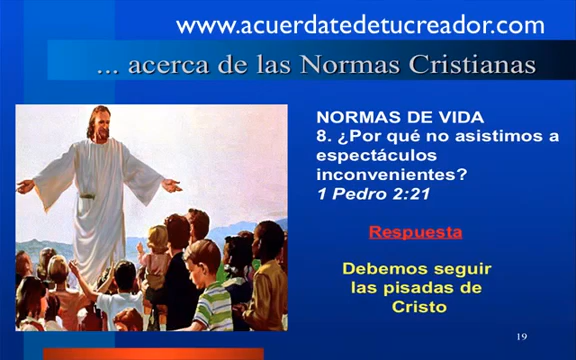 www.acuerdatedetucreador.com
... acerca de las Normas Cristianas
NORMAS DE VIDA
8. ¿Por qué no asistimos a
espectáculos
inconvenientes?
1 Pedro 2:21
Respuesta
Debemos seguir
las pisadas de
Cristo
19